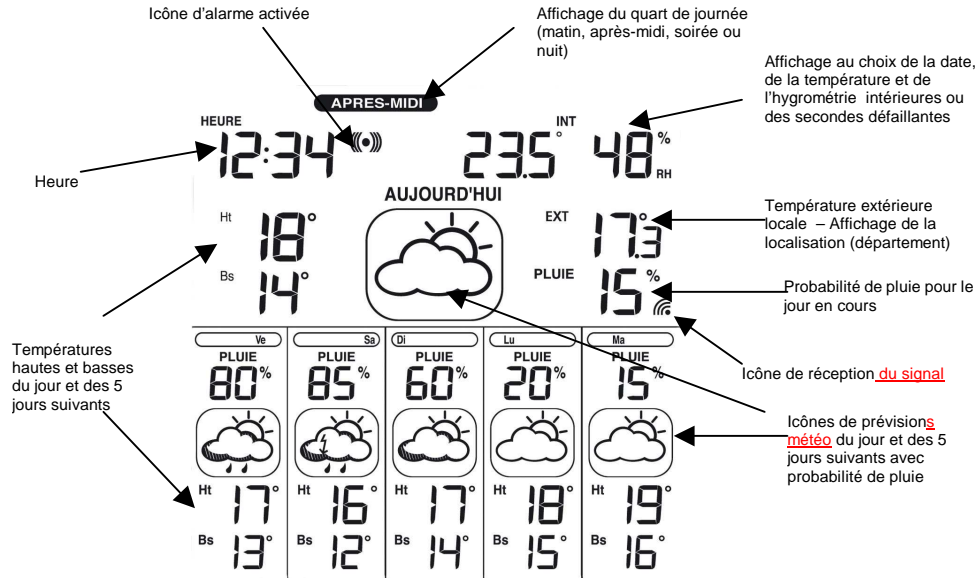 Icône d'alarme activée
Affichage du quart de journée
(matin, après-midi, soirée ou
nuit)
Affichage au choix de la date,
de la température et de
l'hygrométrie intérieures ou
des secondes défaillantes
APRES-MIDI
HEURE
12:34
INT
23.5°
48%
RH
Heure
AUJOURD'HUI
Ht 18°
Bs 14°
EXT 17.3°
PLUIE 15%
Température extérieure
locale – Affichage de la
localisation (département)
Probabilité de pluie pour le
jour en cours
Icône de réception du signal
Températures
hautes et basses
du jour et des 5
jours suivants
Icônes de prévisions
météo du jour et des 5
jours suivants avec
probabilité de pluie
Ve Sa Di Lu Ma
PLUIE PLUIE PLUIE PLUIE PLUIE
80% 85% 60% 20% 15%
Ht 17° Ht 16° Ht 17° Ht 18° Ht 19°
Bs 13° Bs 12° Bs 14° Bs 15° Bs 16°